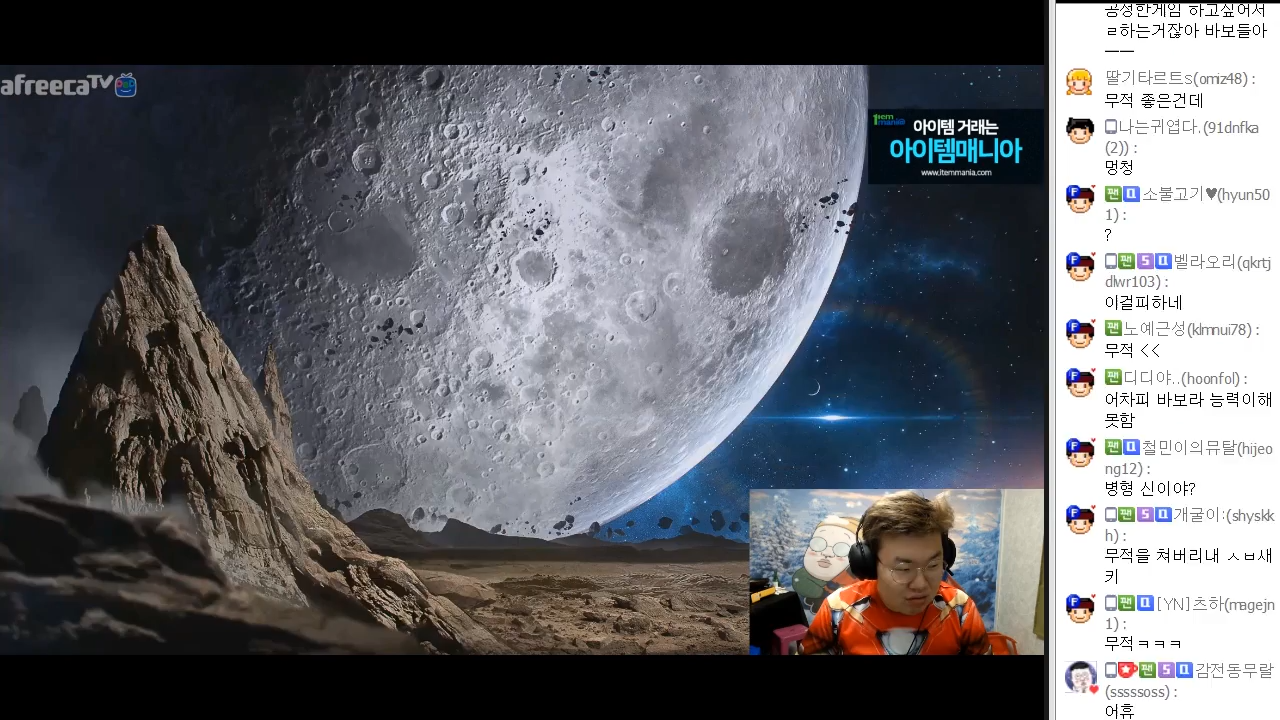 afreecaTV
item
mania
아이템 거래는
아이템매니아
www.itemmania.com
공성한게임 하고싶어서
ㄹ하는거잖아 바보들아
ㅡㅡ
딸기타르트s(omiz48) :
무적 좋은건데
나는귀엽다.(91dnfka
(2)) :
멍청
팬 소불고기♥(hyun50
1) :
?
팬 5 벨라오리(qkrtj
dlwr103) :
이걸피하네
팬 노예근성(klmnui78) :
무적 <<
팬 디디야..(hoonfol) :
어차피 바보라 능력이해
못함
팬 철민이의뮤탈(hijeo
ng12) :
병형 신이야?
팬 5 개굴이:(shyskk
h) :
무적을 쳐버리내 ㅅㅂ새
키
팬 [YN]츠하(magejn
1) :
무적ㅋㅋㅋ
팬 5 감전동무랄
(sssssoss) :
어휴